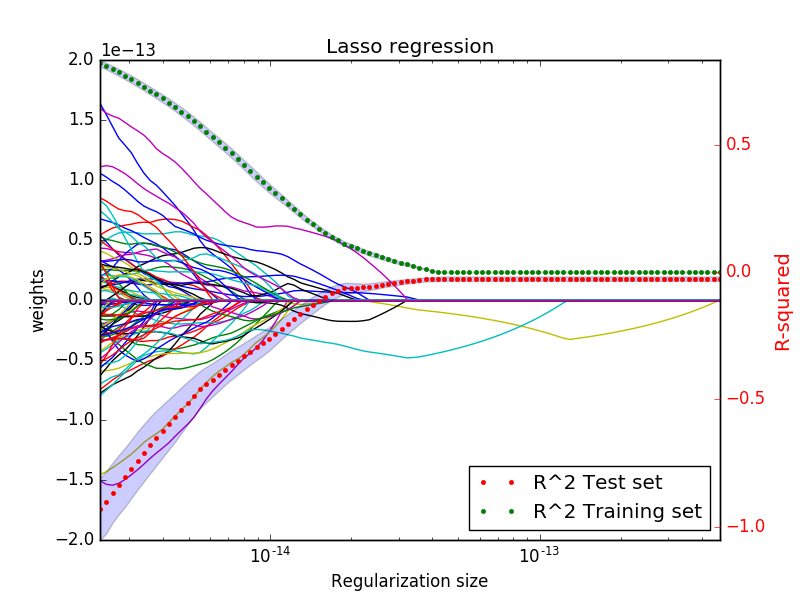 Lasso regression
1e−13
2.0
1.5
1.0
0.5
0.0
−0.5
−1.0
−1.5
−2.0
weights
10^-14
10^-13
Regularization size
0.5
0.0
−0.5
−1.0
R-squared
R^2 Test set
R^2 Training set